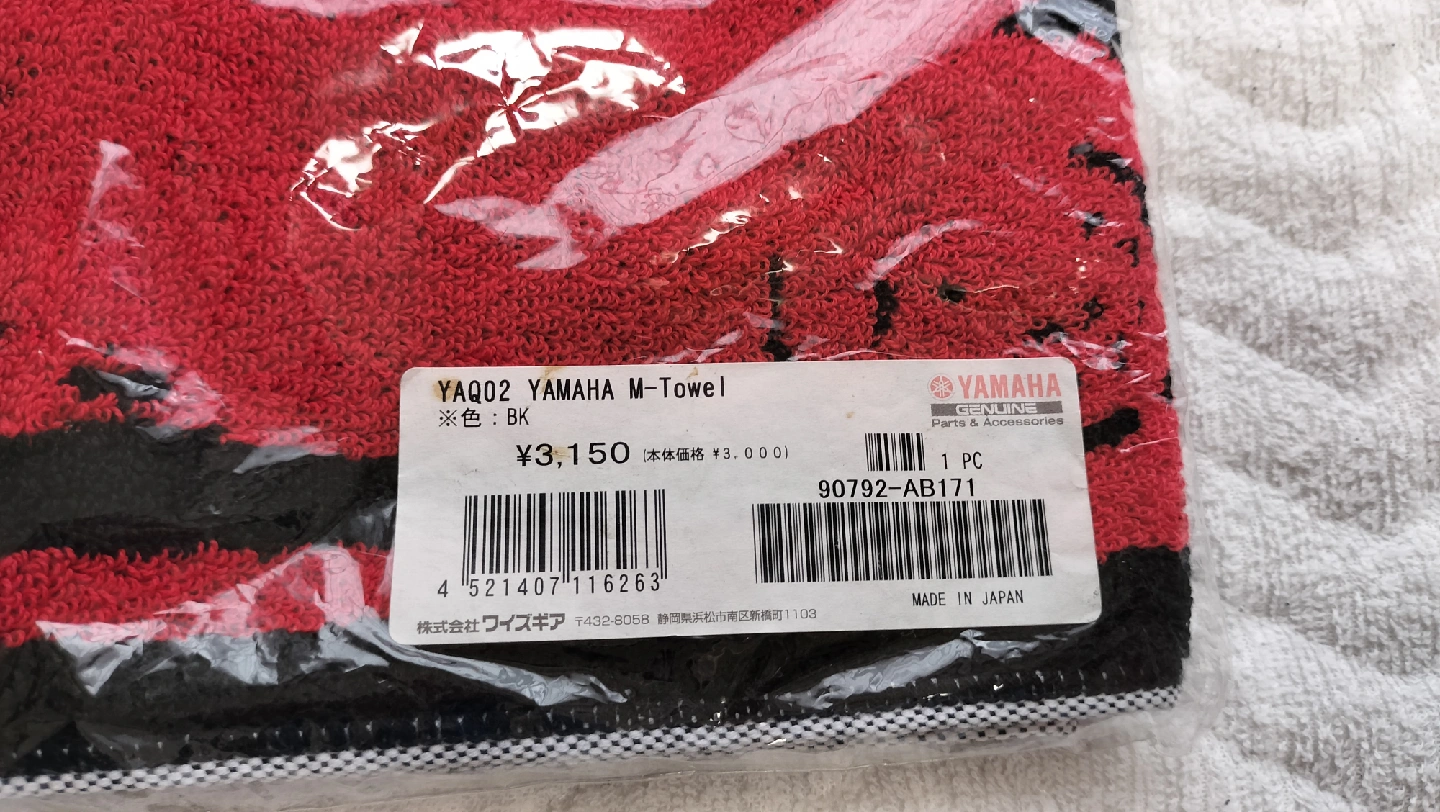 YAQ02 YAMAHA M-Towel
※色：BK
YAMAHA
GENUINE
Parts & Accessories
¥3,150 (本体価格 ¥3,000)
1 PC
90792-AB171
4 521407 116263
MADE IN JAPAN
株式会社ワイズギア 〒432-8058 静岡県浜松市南区新橋町1103